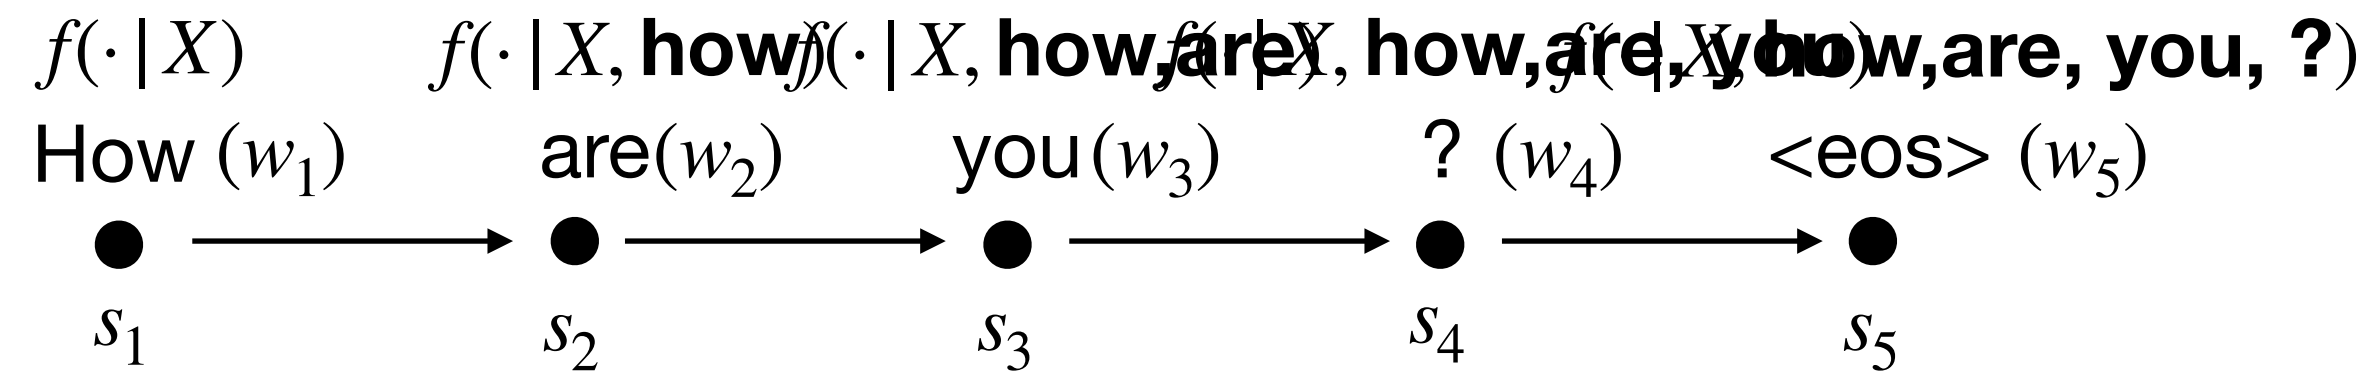 f(· | X) f(· | X, how) f(· | X, how,are) f(· | X, how,are, you) f(· | X, how,are, you, ?)
How (w₁) are(w₂) you(w₃) ? (w₄) <eos> (w₅)
s₁ s₂ s₃ s₄ s₅